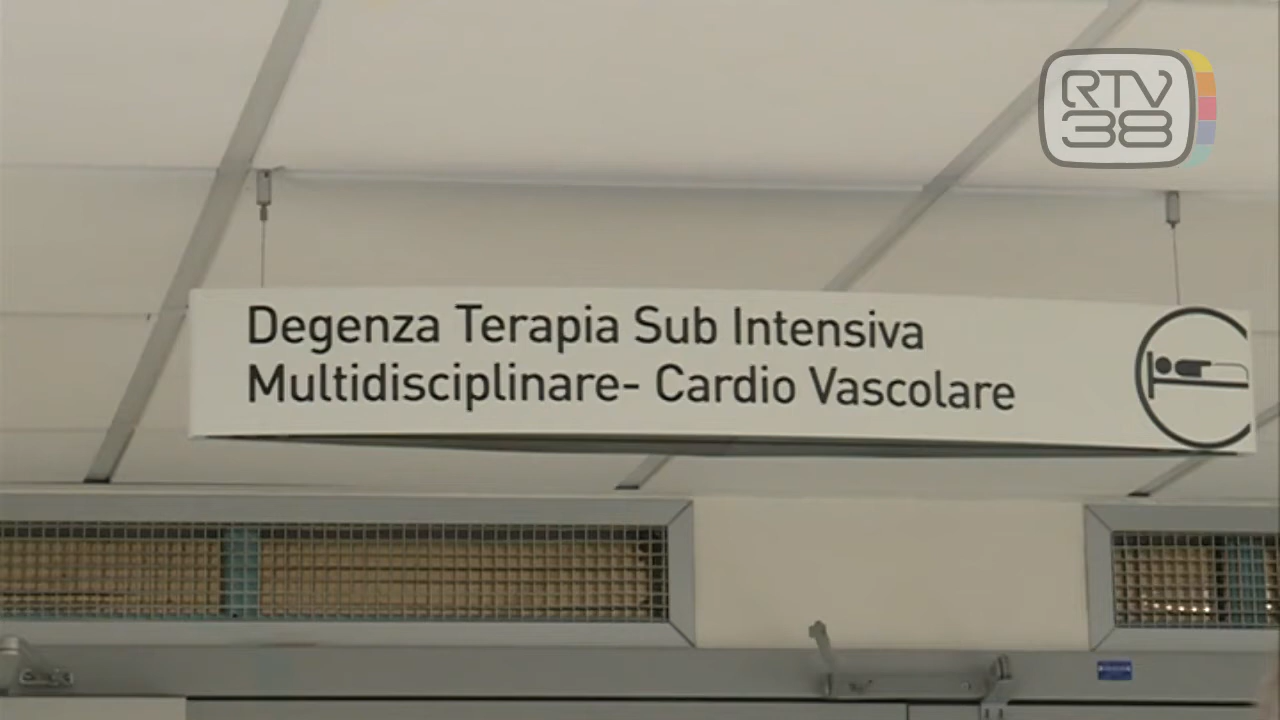 RTV
38
Degenza Terapia Sub Intensiva
Multidisciplinare- Cardio Vascolare